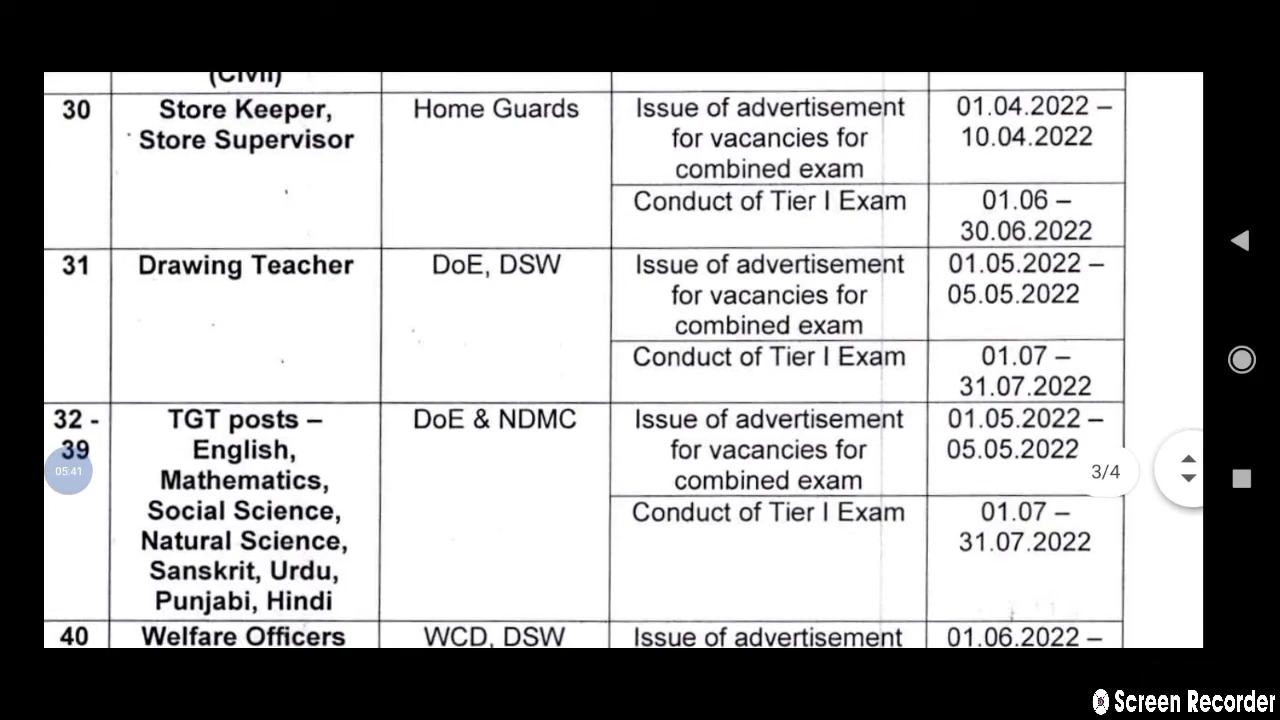 (Civil)
30 Store Keeper, Home Guards Issue of advertisement 01.04.2022 –
Store Supervisor for vacancies for 10.04.2022
combined exam
Conduct of Tier I Exam 01.06 –
30.06.2022
31 Drawing Teacher DoE, DSW Issue of advertisement 01.05.2022 –
for vacancies for 05.05.2022
combined exam
Conduct of Tier I Exam 01.07 –
31.07.2022
32 - TGT posts – DoE & NDMC Issue of advertisement 01.05.2022 –
39 English, for vacancies for 05.05.2022
05:41 Mathematics, combined exam 3/4
Social Science, Conduct of Tier I Exam 01.07 –
Natural Science, 31.07.2022
Sanskrit, Urdu,
Punjabi, Hindi
40 Welfare Officers WCD, DSW Issue of advertisement 01.06.2022 –
Screen Recorder